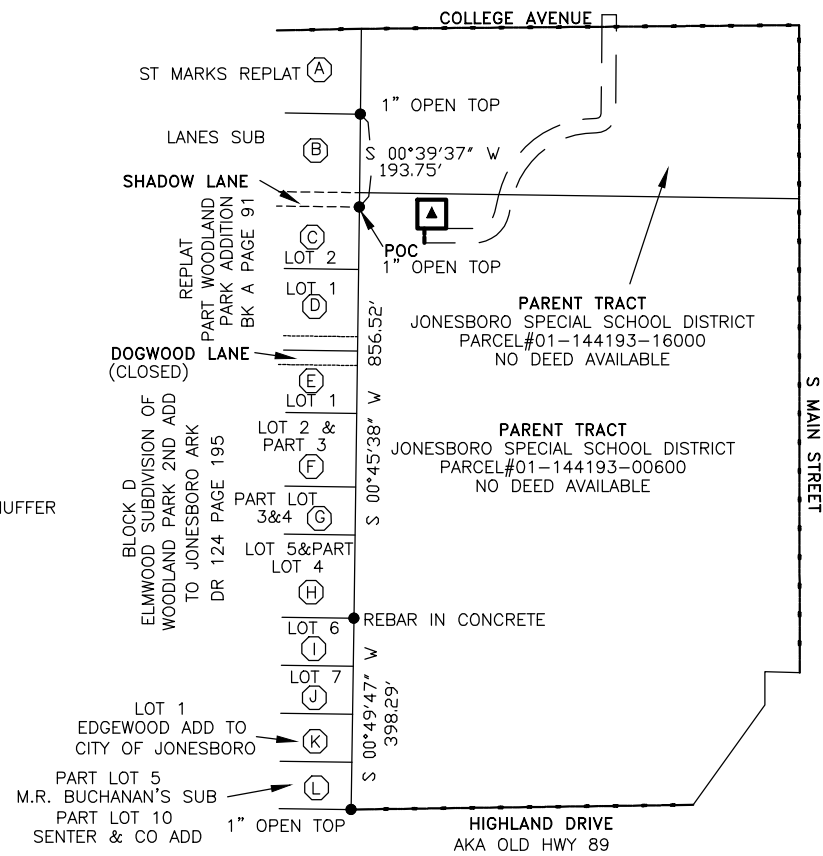 COLLEGE AVENUE
ST MARKS REPLAT
A
1" OPEN TOP
LANES SUB
B
S 00°39'37" W
193.75'
SHADOW LANE
REPLAT
PART WOODLAND
PARK ADDITION
BK A PAGE 91
C
LOT 2
POC
1" OPEN TOP
LOT 1
D
PARENT TRACT
JONESBORO SPECIAL SCHOOL DISTRICT
PARCEL#01-144193-16000
NO DEED AVAILABLE
DOGWOOD LANE
(CLOSED)
E
LOT 1
S 00°45'38" W 856.52'
S MAIN STREET
BLOCK D
ELMWOOD SUBDIVISION OF
WOODLAND PARK 2ND ADD
TO JONESBORO ARK
DR 124 PAGE 195
LOT 2 &
PART 3
F
PARENT TRACT
JONESBORO SPECIAL SCHOOL DISTRICT
PARCEL#01-144193-00600
NO DEED AVAILABLE
PART LOT
3&4
G
LOT 5&PART
LOT 4
H
REBAR IN CONCRETE
LOT 6
I
LOT 7
J
S 00°49'47" W
398.29'
LOT 1
EDGEWOOD ADD TO
CITY OF JONESBORO
K
PART LOT 5
M.R. BUCHANAN'S SUB
L
PART LOT 10
SENTER & CO ADD
1" OPEN TOP
HIGHLAND DRIVE
AKA OLD HWY 89